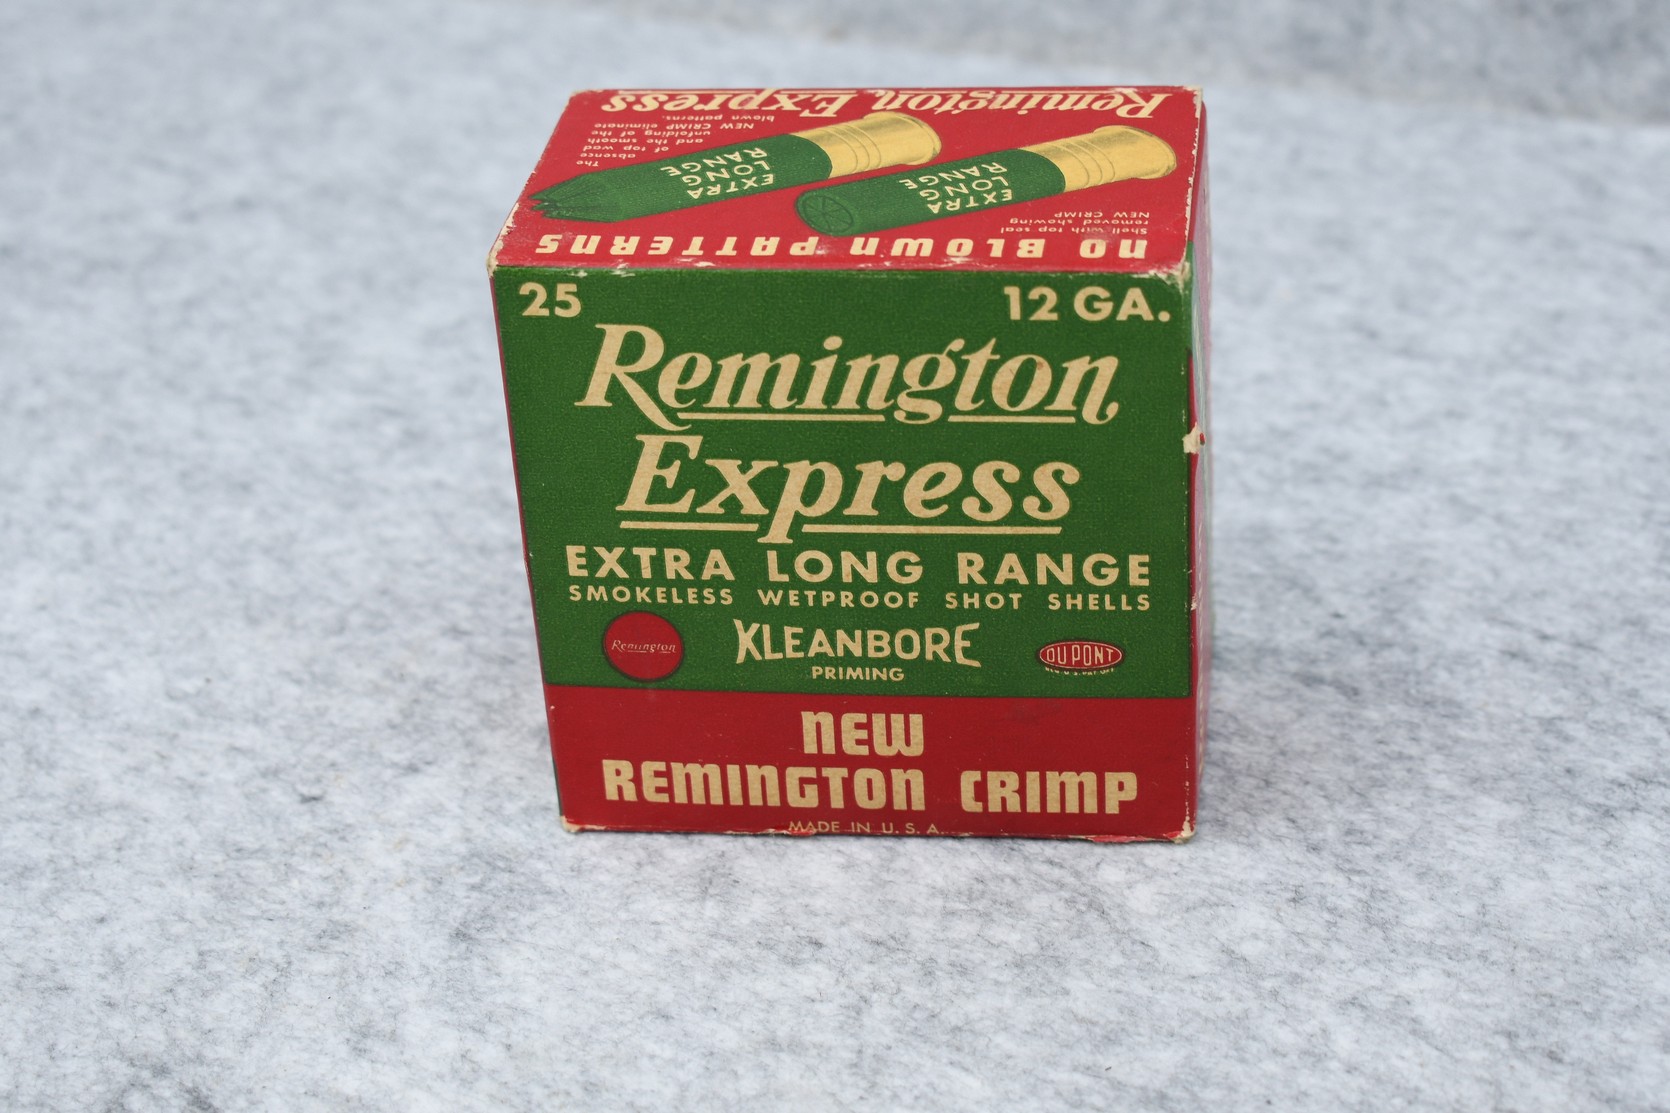 Remington Express
NO BLOWN PATTERNS
Shell with top seal
removed showing
NEW CRIMP
EXTRA
LONG
RANGE
EXTRA
LONG
RANGE
The absence
of top wad
and the smooth
unfolding of the
NEW CRIMP eliminate
blown patterns.
25
12 GA.
Remington
Express
EXTRA LONG RANGE
SMOKELESS WETPROOF SHOT SHELLS
Remington
KLEANBORE
PRIMING
DU PONT
NEW
REMINGTON CRIMP
MADE IN U.S.A.